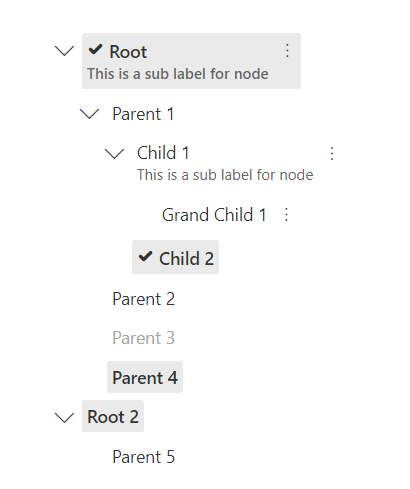 Root
This is a sub label for node
Parent 1
Child 1
This is a sub label for node
Grand Child 1
Child 2
Parent 2
Parent 3
Parent 4
Root 2
Parent 5